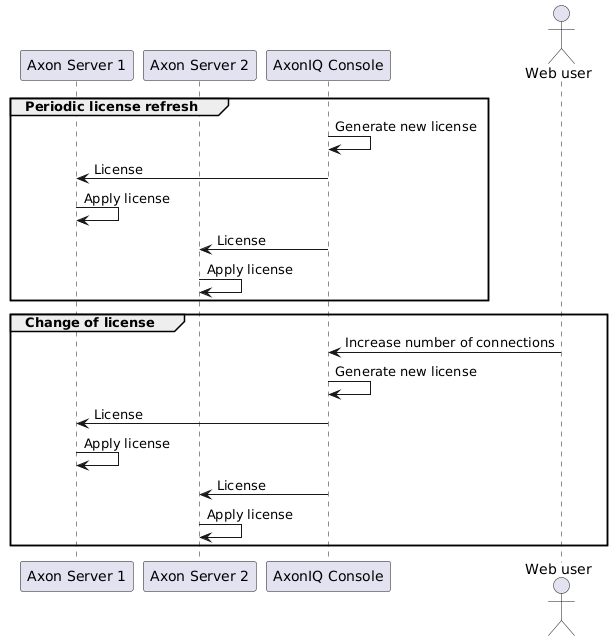 Web user
Axon Server 1
Axon Server 2
AxonIQ Console
Periodic license refresh
Generate new license
License
Apply license
License
Apply license
Change of license
Increase number of connections
Generate new license
License
Apply license
License
Apply license
Axon Server 1
Axon Server 2
AxonIQ Console
Web user